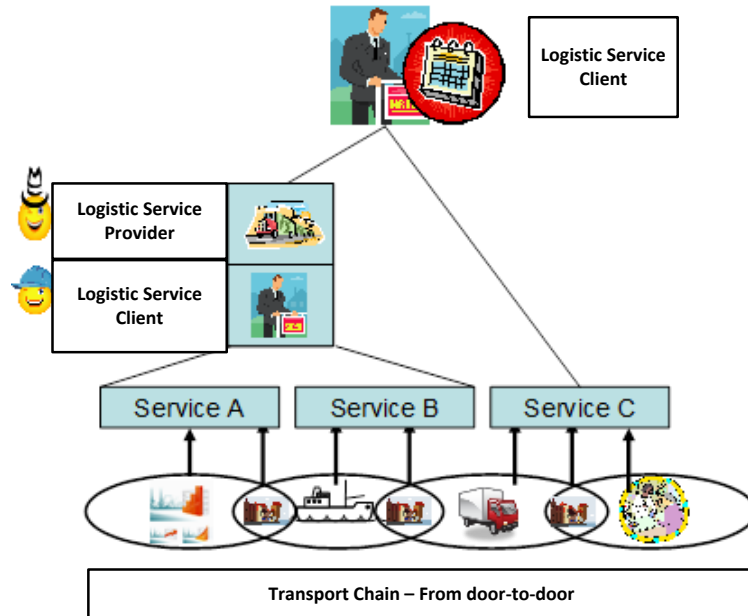 Logistic Service
Client
Logistic Service
Provider
Logistic Service
Client
Service A
Service B
Service C
Transport Chain – From door-to-door